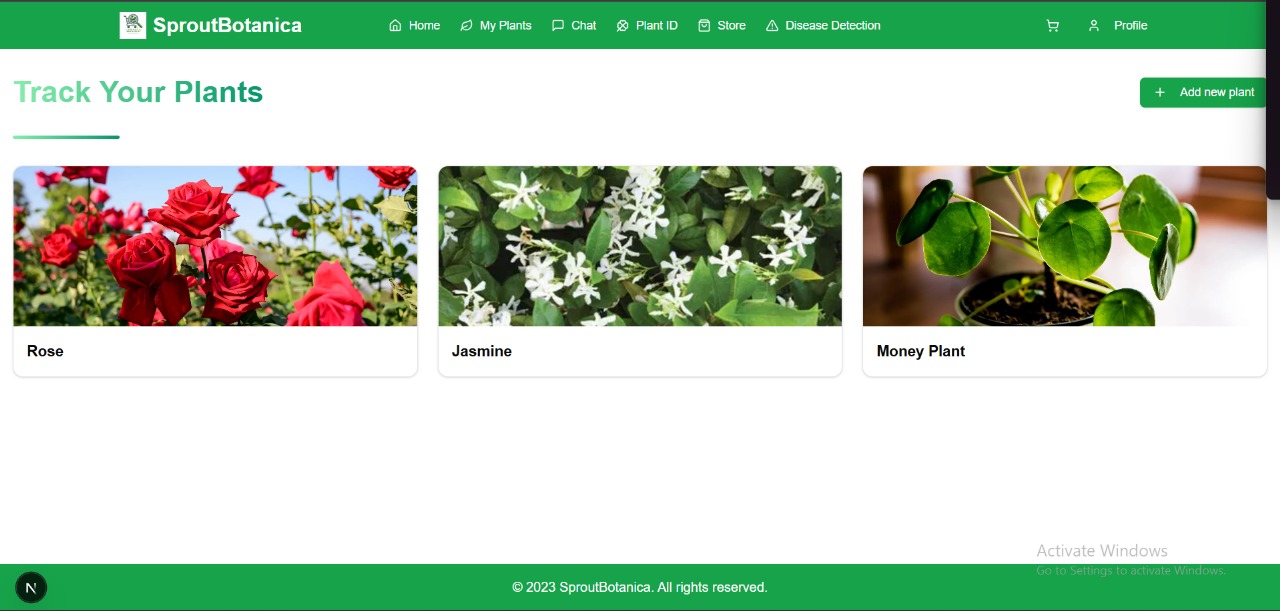 SproutBotanica
Home
My Plants
Chat
Plant ID
Store
Disease Detection
Profile
Track Your Plants
Add new plant
Rose
Jasmine
Money Plant
Activate Windows
Go to Settings to activate Windows.
© 2023 SproutBotanica. All rights reserved.
N